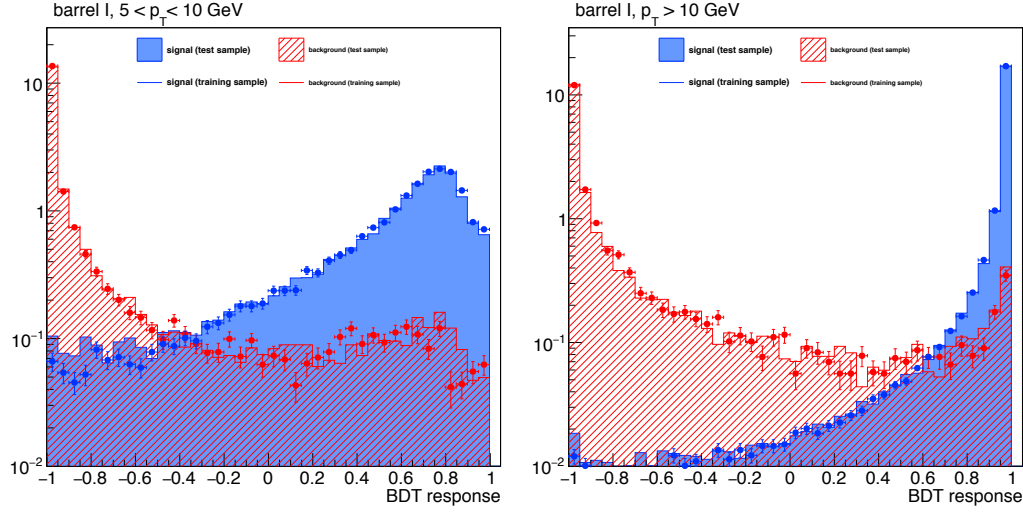 barrel I, 5 < p_T < 10 GeV
signal (test sample)
background (test sample)
signal (training sample)
background (training sample)
10
1
10⁻¹
10⁻²
−1 −0.8 −0.6 −0.4 −0.2 0 0.2 0.4 0.6 0.8 1
BDT response
barrel I, p_T > 10 GeV
signal (test sample)
background (test sample)
signal (training sample)
background (training sample)
10
1
10⁻¹
10⁻²
−1 −0.8 −0.6 −0.4 −0.2 0 0.2 0.4 0.6 0.8 1
BDT response